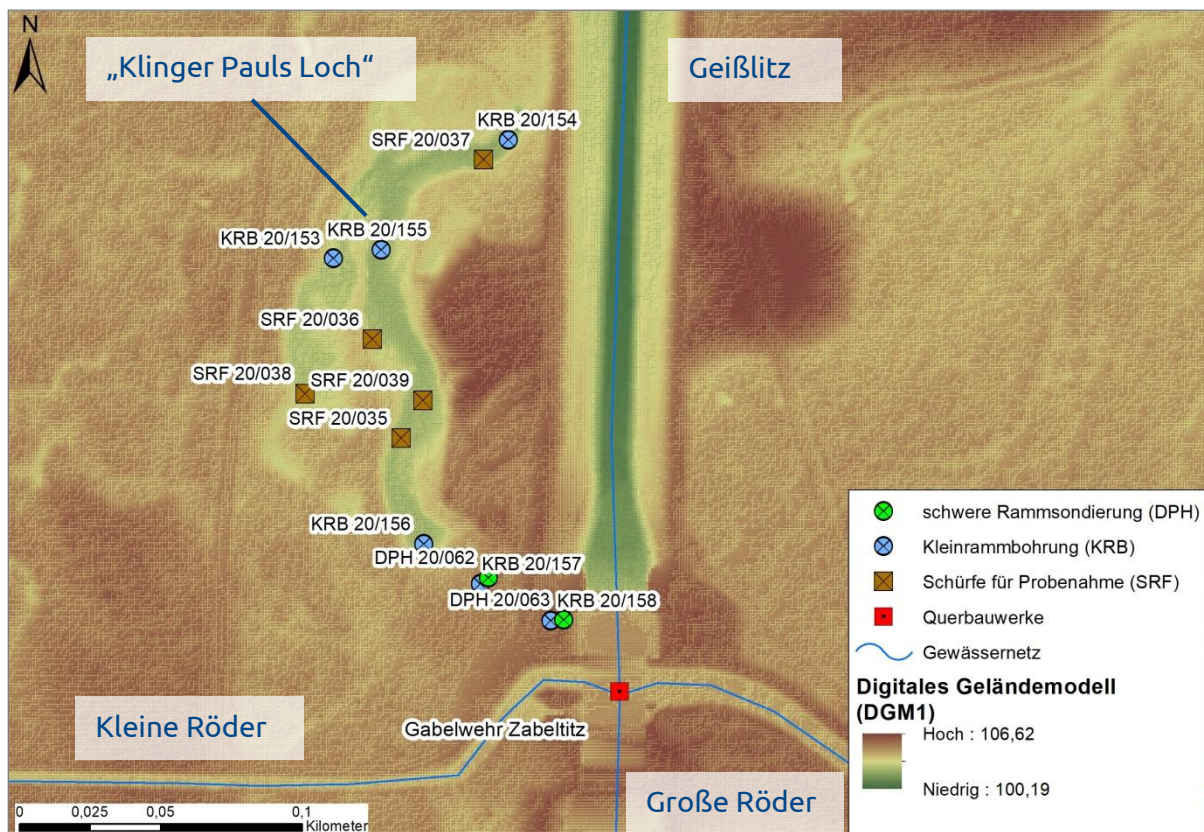 N
„Klinger Pauls Loch“
Geißlitz
KRB 20/154
SRF 20/037
KRB 20/155
KRB 20/153
SRF 20/036
SRF 20/038
SRF 20/039
SRF 20/035
KRB 20/156
DPH 20/062
KRB 20/157
DPH 20/063
KRB 20/158
Gabelwehr Zabeltitz
Kleine Röder
Große Röder
0 0,025 0,05 0,1
Kilometer
schwere Rammsondierung (DPH)
Kleinrammbohrung (KRB)
Schürfe für Probenahme (SRF)
Querbauwerke
Gewässernetz
Digitales Geländemodell
(DGM1)
Hoch : 106,62
Niedrig : 100,19